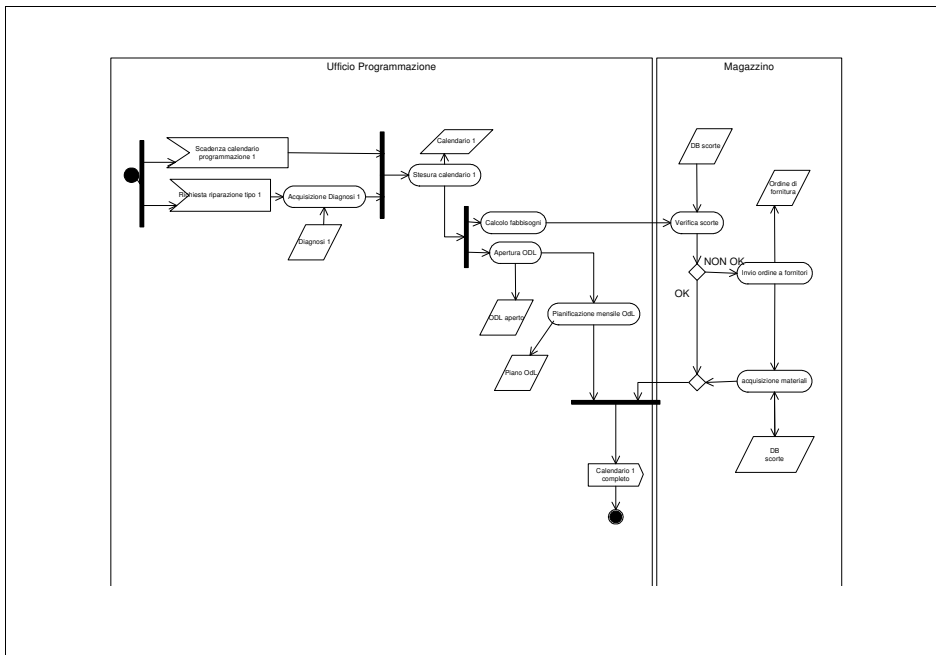 Ufficio Programmazione
Magazzino
Scadenza calendario
programmazione 1
Calendario 1
DB scorte
Stesura calendario 1
Ordine di
fornitura
Richiesta riparazione tipo 1
Acquisizione Diagnosi 1
Calcolo fabbisogni
Verifica scorte
Diagnosi 1
Apertura ODL
NON OK
Invio ordine a fornitori
OK
ODL aperto
Pianificazione mensile OdL
Piano OdL
acquisizione materiali
DB
scorte
Calendario 1
completo